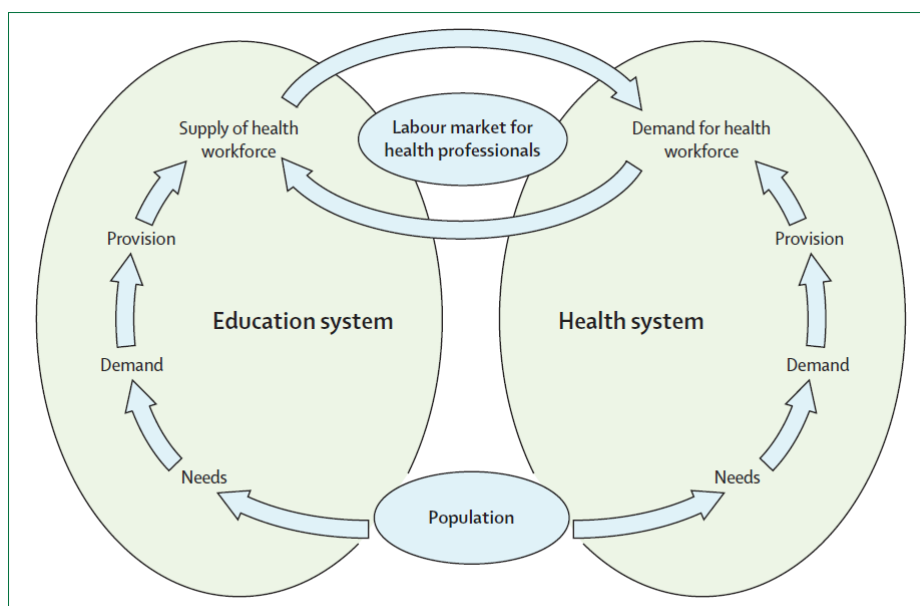 Supply of health
workforce
Labour market for
health professionals
Demand for health
workforce
Provision
Provision
Education system
Health system
Demand
Demand
Needs
Needs
Population